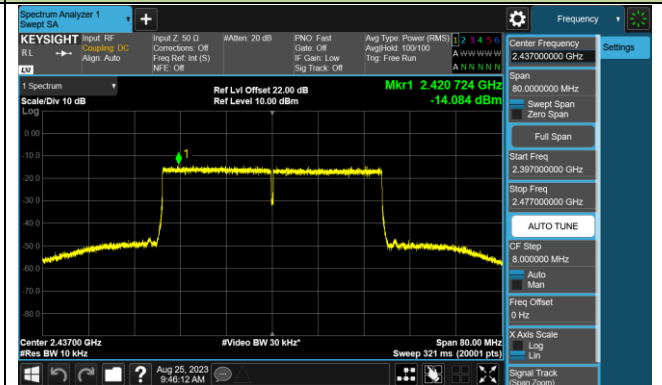 Spectrum Analyzer 1
Swept SA
+
Frequency
KEYSIGHT
Input: RF
Coupling: DC
Align: Auto
RL
LXI
Input Z: 50 Ω
Corrections: Off
Freq Ref: Int (S)
NFE: Off
#Atten: 20 dB
PNO: Fast
Gate: Off
IF Gain: Low
Sig Track: Off
Avg Type: Power (RMS)
Avg|Hold: 100/100
Trig: Free Run
1 2 3 4 5 6
A W W W W W
A N N N N N
1 Spectrum
Scale/Div 10 dB
Log
Ref Lvl Offset 22.00 dB
Ref Level 10.00 dBm
Mkr1 2.420 724 GHz
-14.084 dBm
0.00
-10.0
-20.0
-30.0
-40.0
-50.0
-60.0
-70.0
-80.0
1
Center 2.43700 GHz
#Res BW 10 kHz
#Video BW 30 kHz*
Span 80.00 MHz
Sweep 321 ms (20001 pts)
Aug 25, 2023
9:46:12 AM
?
Center Frequency
2.437000000 GHz
Settings
Span
80.0000000 MHz
Swept Span
Zero Span
Full Span
Start Freq
2.397000000 GHz
Stop Freq
2.477000000 GHz
AUTO TUNE
CF Step
8.000000 MHz
Auto
Man
Freq Offset
0 Hz
X Axis Scale
Log
Lin
Signal Track
(Span Zoom)